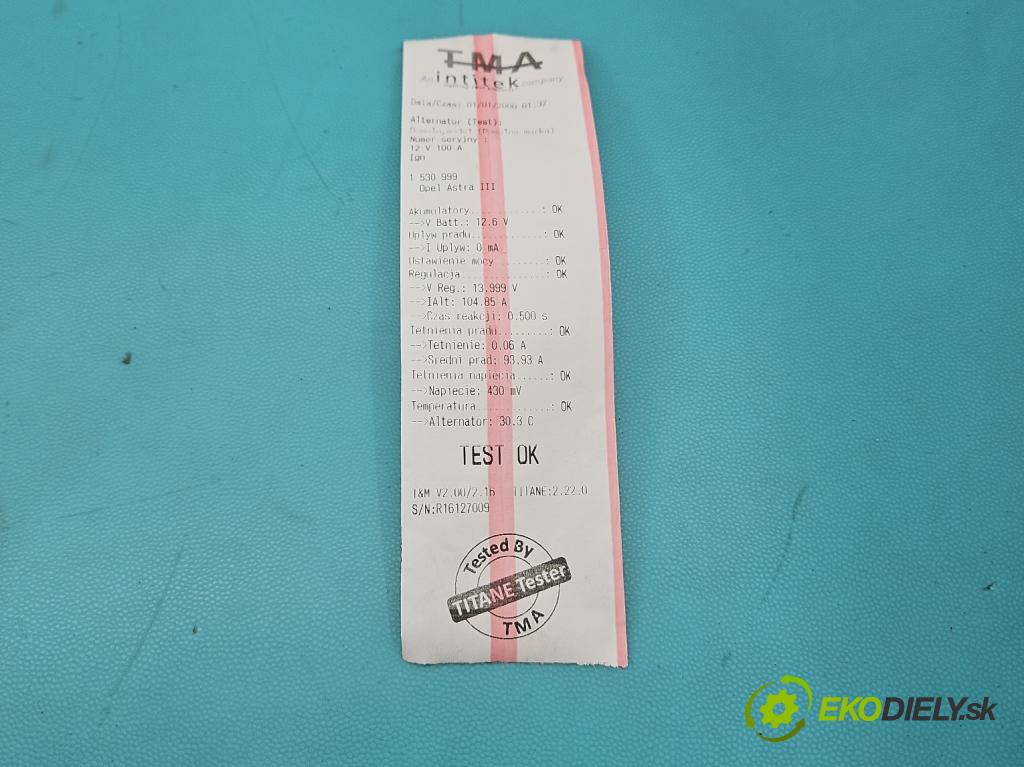 TMA
An intitek company
Data/Czas: 01/01/2000 01:37
Alternator (Test):
marka)
Numer seryjny :
12 V 100 A
Ign
1 530 999
Opel Astra III
Akumulatory............: OK
-->V Batt.: 12.6 V
Uplyw pradu............: OK
-->I Uplyw: 0 mA
Ustawienie mocy.........: OK
Regulacja..............: OK
-->V Reg.: 13.999 V
-->IAlt: 104.85 A
-->Czas reakcji: 0.500 s
Tetnienia pradu.........: OK
-->Tetnienie: 0.06 A
-->Sredni prad: 93.93 A
Tetnienia napiecia......: OK
-->Napiecie: 430 mV
Temperatura............: OK
-->Alternator: 30.3 C
TEST OK
T&M V2.00/2.16 TITANE:2.22.0
S/N:R16127009
Tested By
TITANE Tester
TMA
EKODIELY.sk